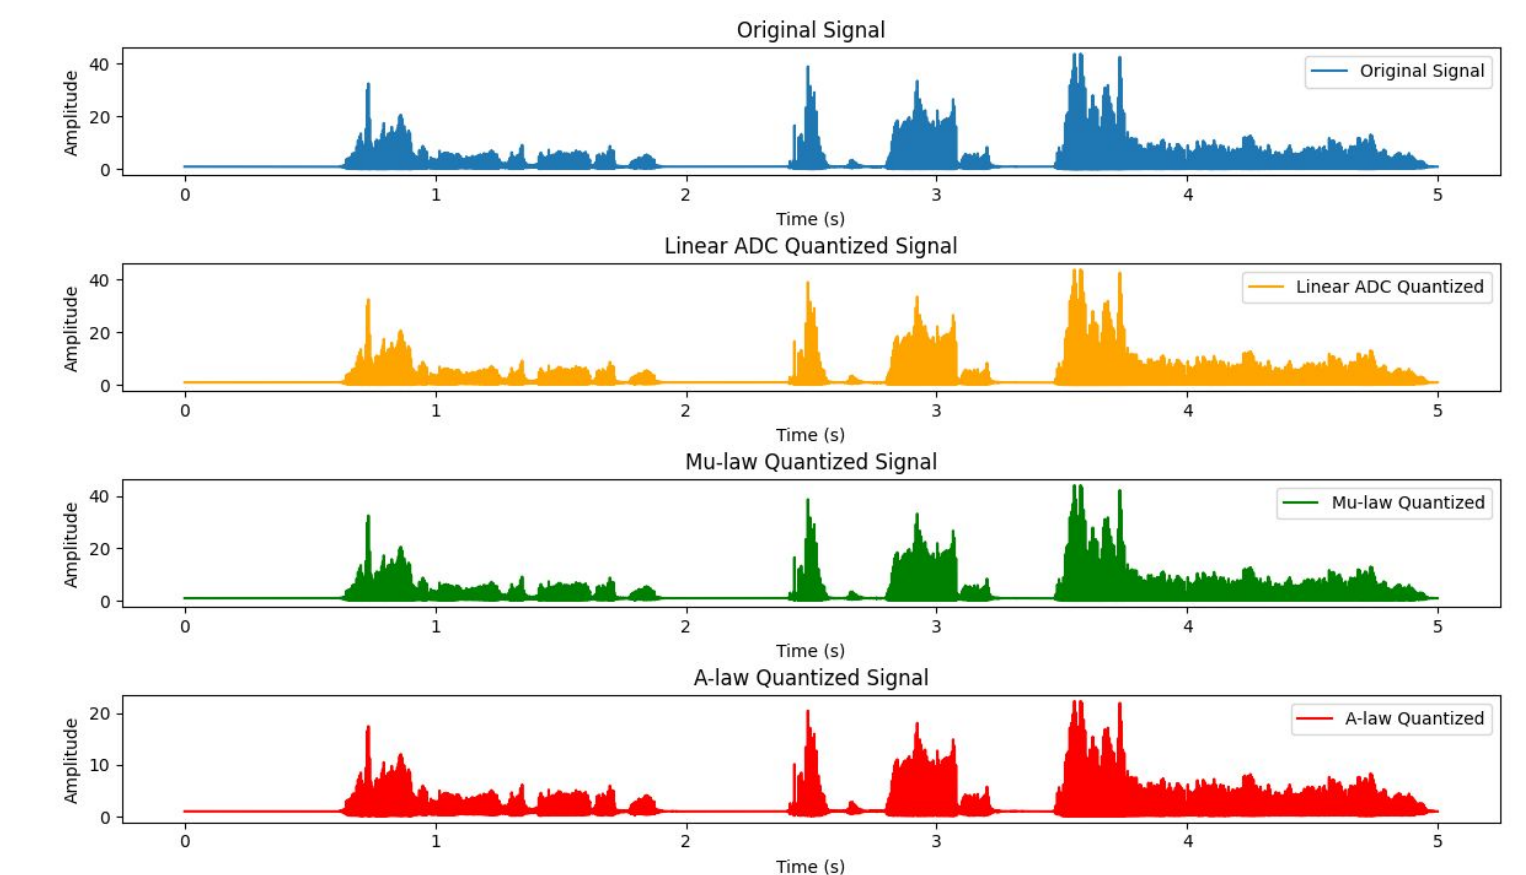 Original Signal
Amplitude
40
20
0
Original Signal
0 1 2 3 4 5
Time (s)
Linear ADC Quantized Signal
Amplitude
40
20
0
Linear ADC Quantized
0 1 2 3 4 5
Time (s)
Mu-law Quantized Signal
Amplitude
40
20
0
Mu-law Quantized
0 1 2 3 4 5
Time (s)
A-law Quantized Signal
Amplitude
20
10
0
A-law Quantized
0 1 2 3 4 5
Time (s)